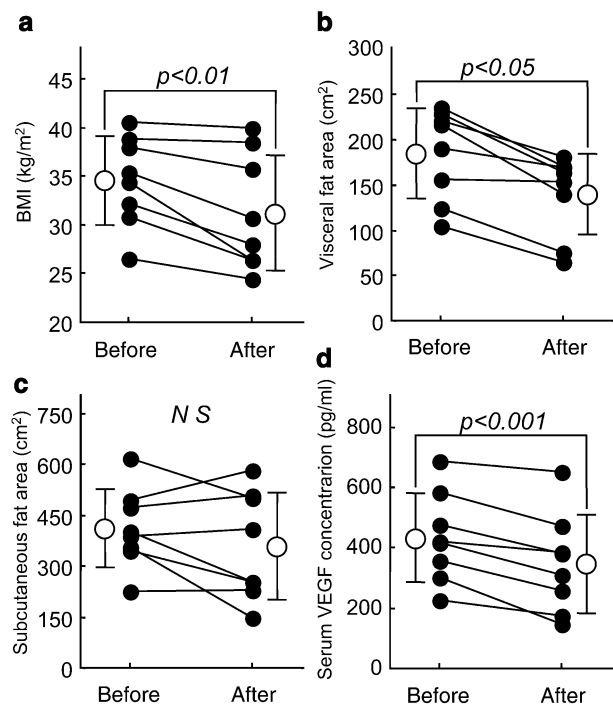 a
BMI (kg/m²)
45
40
35
30
25
20
p<0.01
Before After
b
Visceral fat area (cm²)
300
250
200
150
100
50
0
p<0.05
Before After
c
Subcutaneous fat area (cm²)
750
600
450
300
150
0
N S
Before After
d
Serum VEGF concentrarion (pg/ml)
800
600
400
200
0
p<0.001
Before After